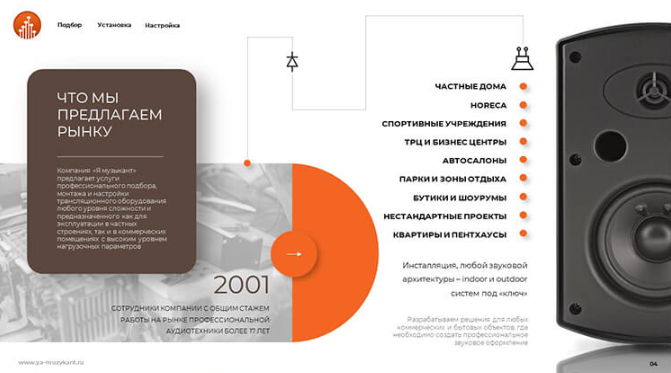 Подбор Установка Настройка
ЧТО МЫ
ПРЕДЛАГАЕМ
РЫНКУ
Компания «Я музыкант»
предлагает услуги
профессионального подбора,
монтажа и настройки
трансляционного оборудования
любого уровня сложности и
предназначенного как для
эксплуатации в частных
строениях, так и в коммерческих
помещениях с высоким уровнем
нагрузочных параметров
2001
СОТРУДНИКИ КОМПАНИИ С ОБЩИМ СТАЖЕМ
РАБОТЫ НА РЫНКЕ ПРОФЕССИОНАЛЬНОЙ
АУДИОТЕХНИКИ БОЛЕЕ 17 ЛЕТ
ЧАСТНЫЕ ДОМА
HORECA
СПОРТИВНЫЕ УЧРЕЖДЕНИЯ
ТРЦ И БИЗНЕС ЦЕНТРЫ
АВТОСАЛОНЫ
ПАРКИ И ЗОНЫ ОТДЫХА
БУТИКИ И ШОУРУМЫ
НЕСТАНДАРТНЫЕ ПРОЕКТЫ
КВАРТИРЫ И ПЕНТХАУСЫ
Инсталляция, любой звуковой
архитектуры – indoor и outdoor
систем под «ключ»
Разрабатываем решения для любых
коммерческих и бытовых объектов, где
необходимо создать профессиональное
звуковое оформление
www.ya-muzykant.ru
04